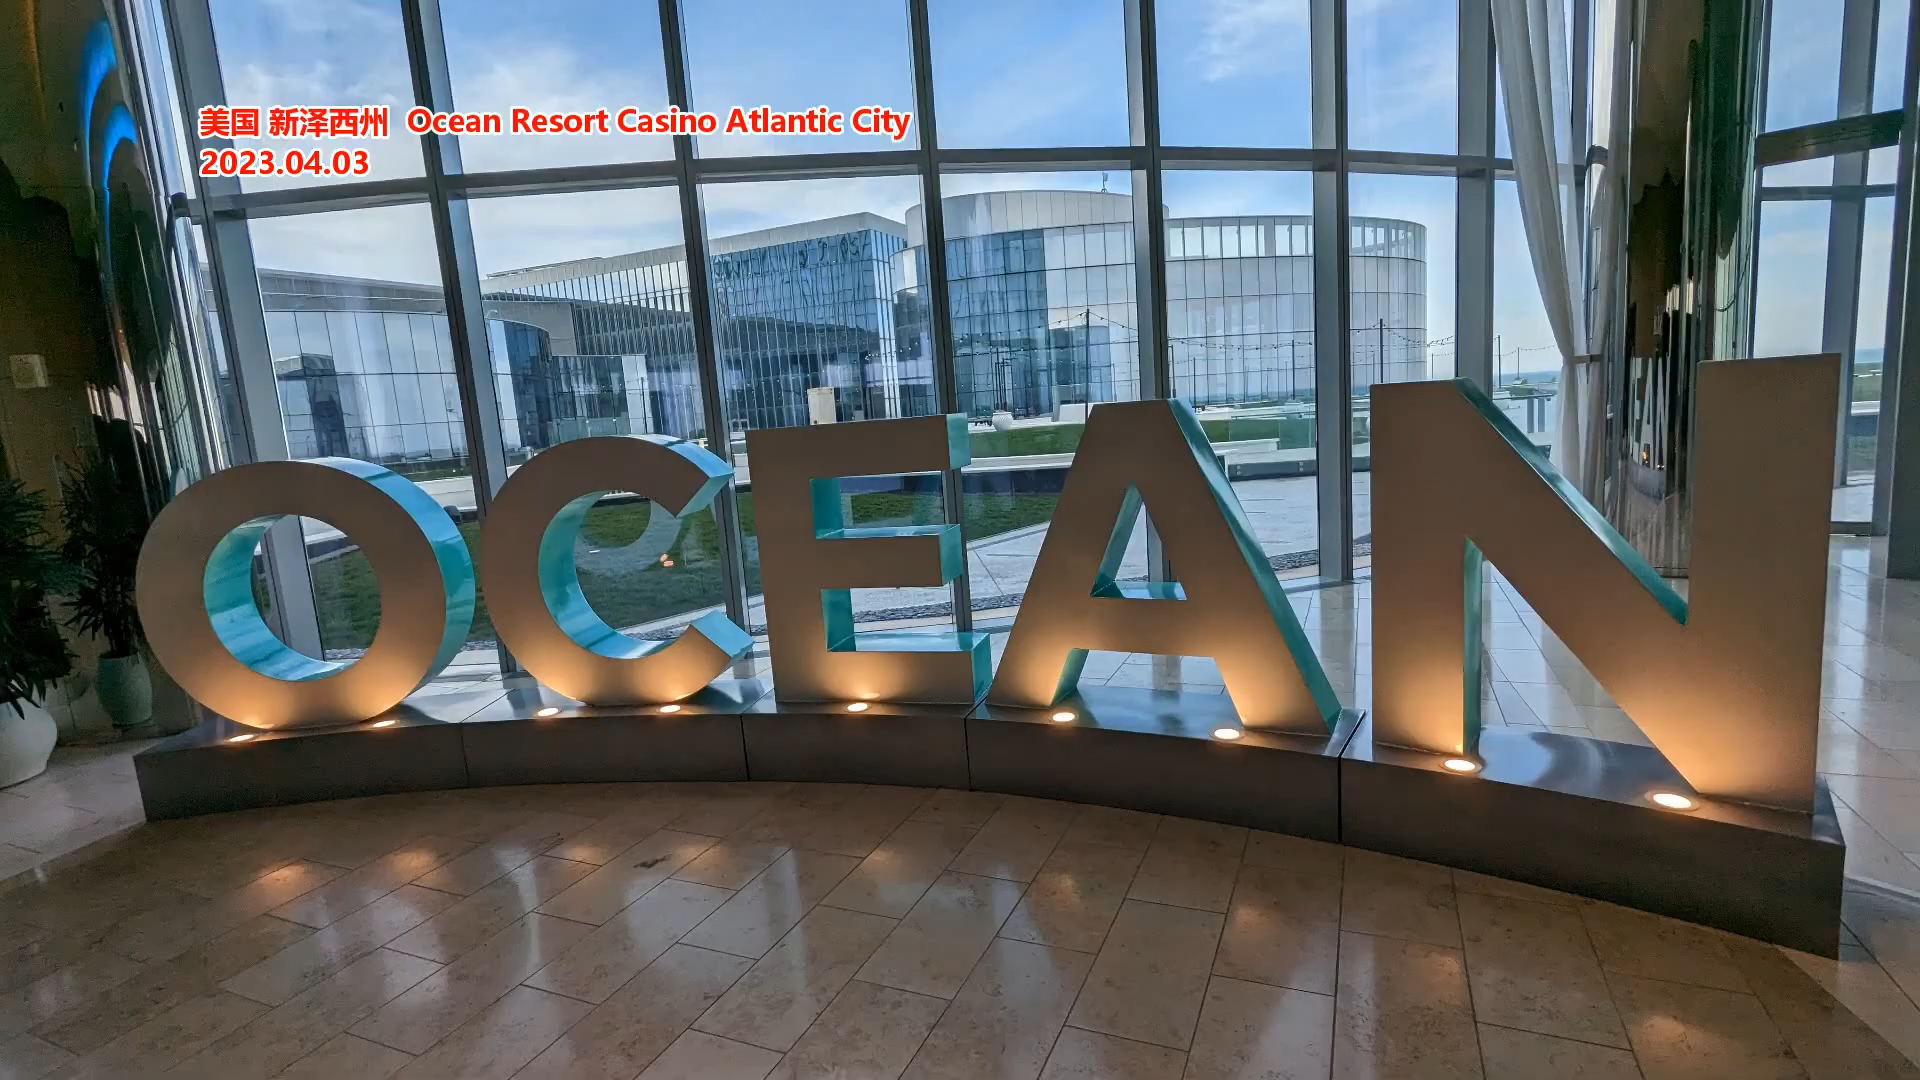 美国 新泽西州 Ocean Resort Casino Atlantic City
2023.04.03
OCEAN